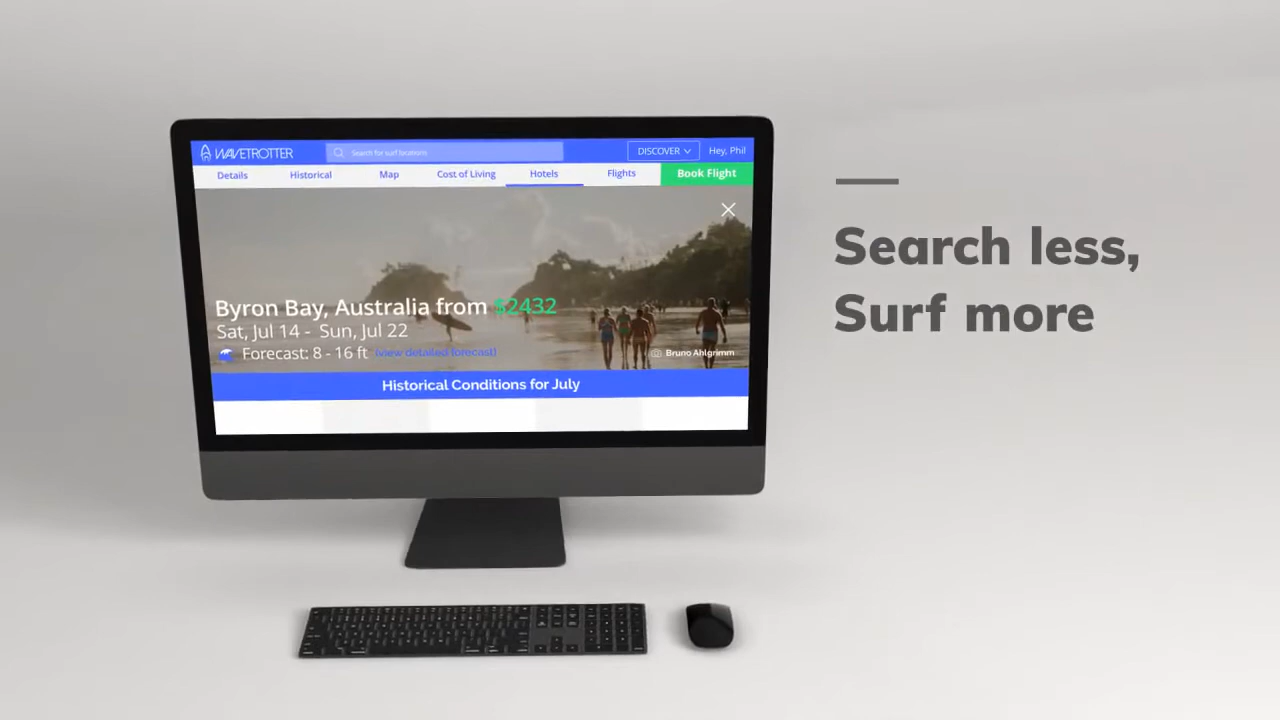 WAVETROTTER
Search for surf locations
DISCOVER
Hey, Phil
Details
Historical
Map
Cost of Living
Hotels
Flights
Book Flight
Byron Bay, Australia from $2432
Sat, Jul 14 - Sun, Jul 22
Forecast: 8 - 16 ft (view detailed forecast)
Bruno Ahlgrimm
Historical Conditions for July
Search less,
Surf more